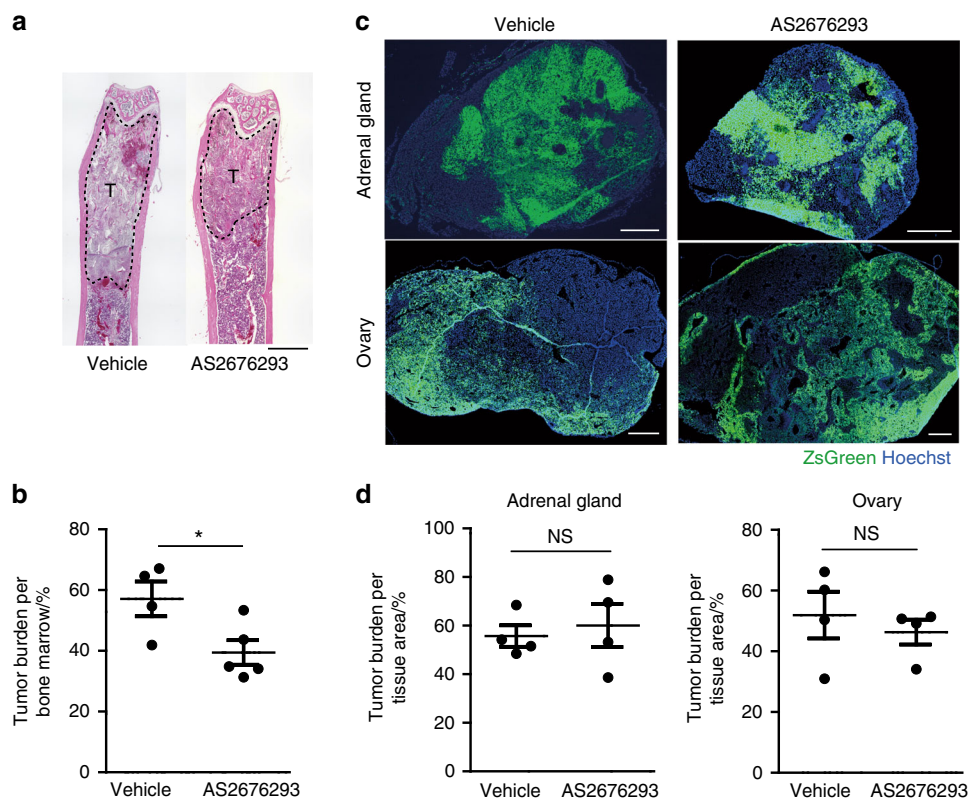 a
T
T
Vehicle
AS2676293
c
Vehicle
AS2676293
Adrenal gland
Ovary
ZsGreen Hoechst
b
Tumor burden per
bone marrow/%
80
60
40
20
0
*
Vehicle
AS2676293
d
Adrenal gland
Tumor burden per
tissue area/%
100
80
60
40
20
0
NS
Vehicle
AS2676293
Ovary
Tumor burden per
tissue area/%
80
60
40
20
0
NS
Vehicle
AS2676293